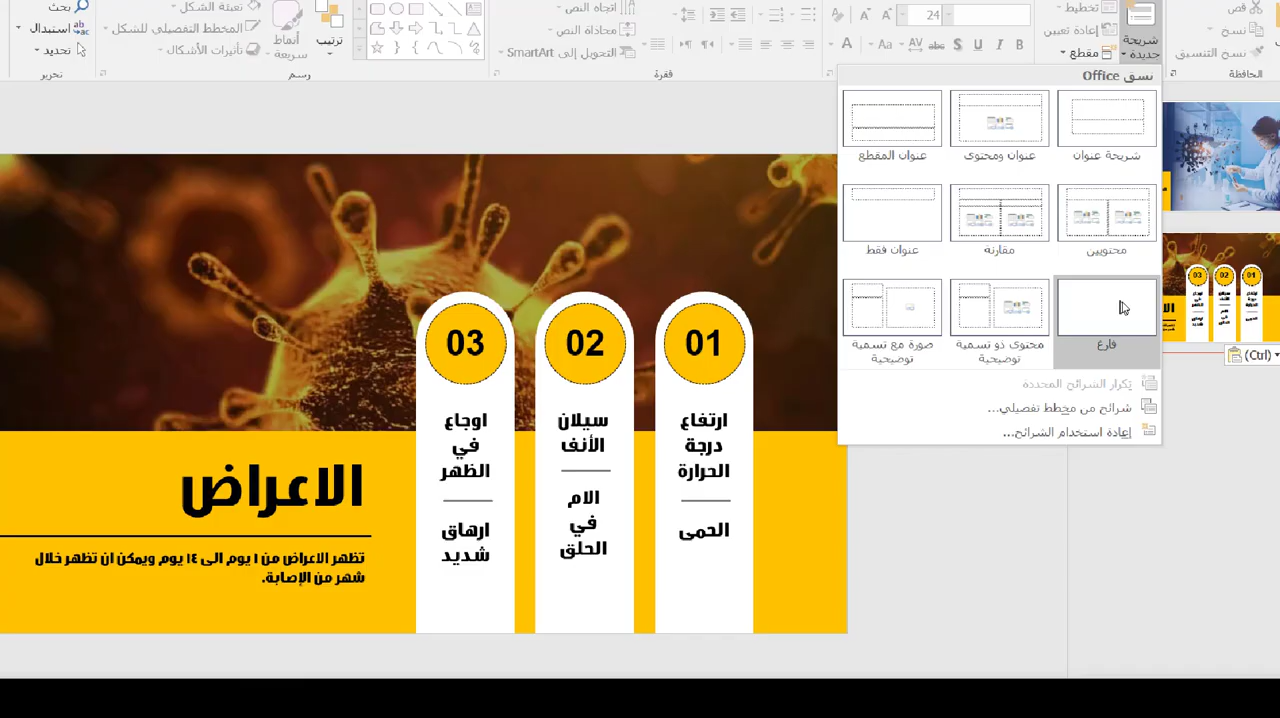 قص
نسخ
نسخ التنسيق
الحافظة
شريحة
جديدة
تخطيط
إعادة تعيين
مقطع
24
B I U S abc AV Aa A
فقرة
اتجاه النص
محاذاة النص
التحويل إلى SmartArt
ترتيب
أنماط
سريعة
تعبئة الشكل
المخطط التفصيلي للشكل
تأثيرات الأشكال
رسم
بحث
استبدال
تحديد
تحرير
نسق Office
شريحة عنوان
عنوان ومحتوى
عنوان المقطع
محتويين
مقارنة
عنوان فقط
فارغ
محتوى ذو تسمية
توضيحية
صورة مع تسمية
توضيحية
تكرار الشرائح المحددة
شرائح من مخطط تفصيلي...
إعادة استخدام الشرائح...
(Ctrl)
01
ارتفاع
درجة
الحرارة
الحمى
02
سيلان
الأنف
الام
في
الحلق
03
اوجاع
في
الظهر
ارهاق
شديد
الاعراض
تظهر الاعراض من ١ يوم الى ١٤ يوم ويمكن ان تظهر خلال
شهر من الإصابة.